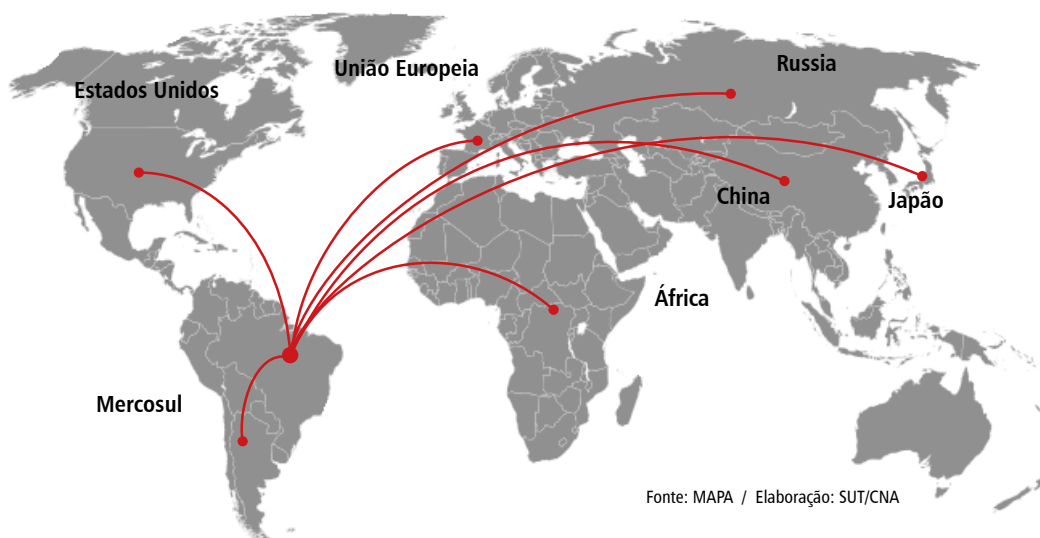 Russia
União Europeia
Estados Unidos
China
Japão
África
Mercosul
Fonte: MAPA / Elaboração: SUT/CNA